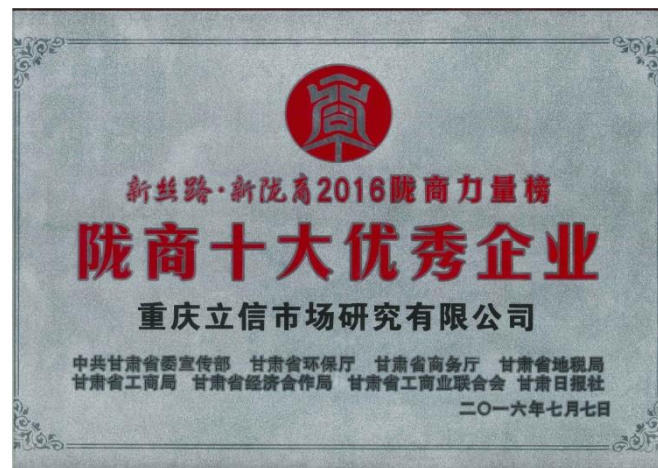 新丝路·新陇商2016陇商力量榜
陇商十大优秀企业
重庆立信市场研究有限公司
中共甘肃省委宣传部 甘肃省环保厅 甘肃省商务厅 甘肃省地税局
甘肃省工商局 甘肃省经济合作局 甘肃省工商业联合会 甘肃日报社
二〇一六年七月七日